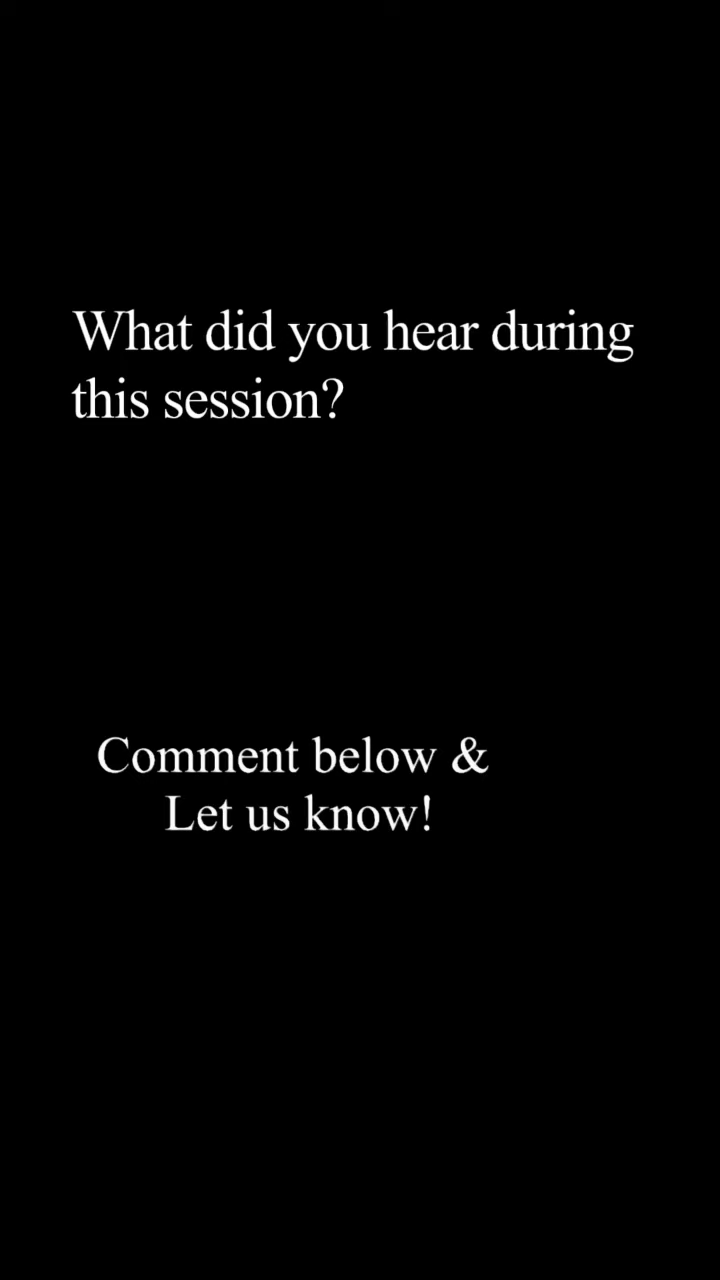 What did you hear during
this session?
Comment below &
Let us know!